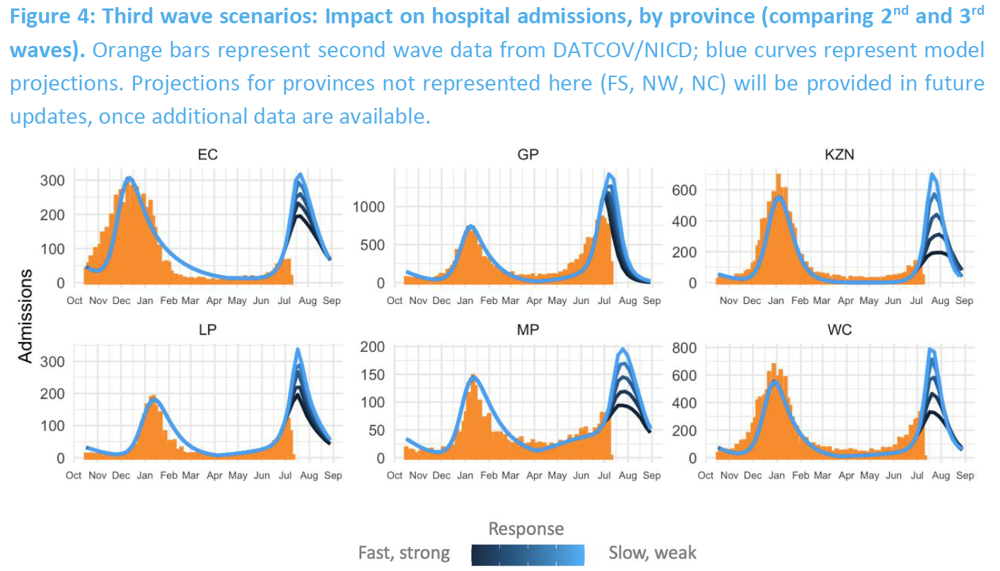 Figure 4: Third wave scenarios: Impact on hospital admissions, by province (comparing 2nd and 3rd
waves). Orange bars represent second wave data from DATCOV/NICD; blue curves represent model
projections. Projections for provinces not represented here (FS, NW, NC) will be provided in future
updates, once additional data are available.
EC
300
200
100
0
Oct Nov Dec Jan Feb Mar Apr May Jun Jul Aug Sep
GP
1000
500
0
Oct Nov Dec Jan Feb Mar Apr May Jun Jul Aug Sep
KZN
600
400
200
0
Nov Dec Jan Feb Mar Apr May Jun Jul Aug Sep
Admissions
LP
300
200
100
0
Oct Nov Dec Jan Feb Mar Apr May Jun Jul Aug Sep
MP
200
150
100
50
0
Oct Nov Dec Jan Feb Mar Apr May Jun Jul Aug Sep
WC
800
600
400
200
0
Oct Nov Dec Jan Feb Mar Apr May Jun Jul Aug Sep
Response
Fast, strong Slow, weak